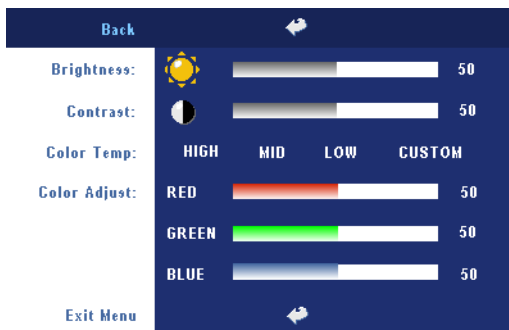 Back
Brightness: 50
Contrast: 50
Color Temp: HIGH MID LOW CUSTOM
Color Adjust: RED 50
GREEN 50
BLUE 50
Exit Menu